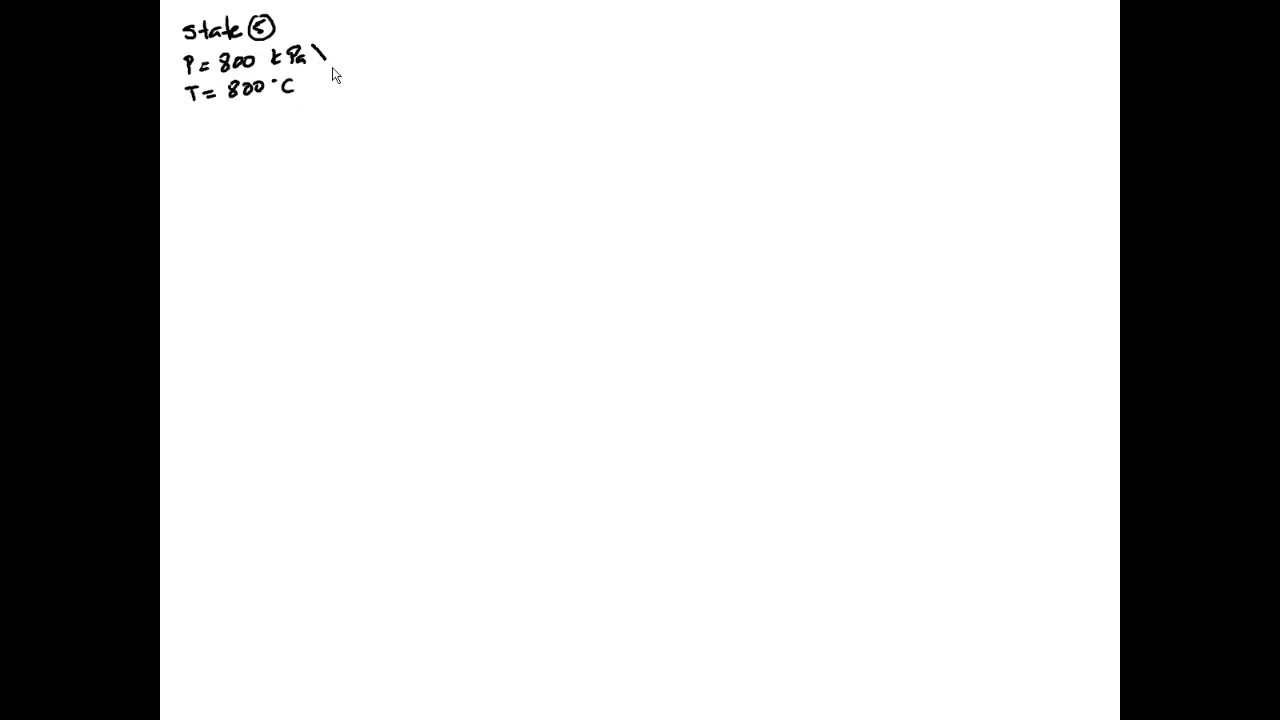 state ⑤
P = 800 kPa
T = 800 °C